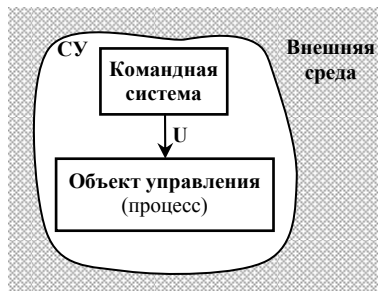 СУ
Командная
система
Внешняя
среда
U
Объект управления
(процесс)